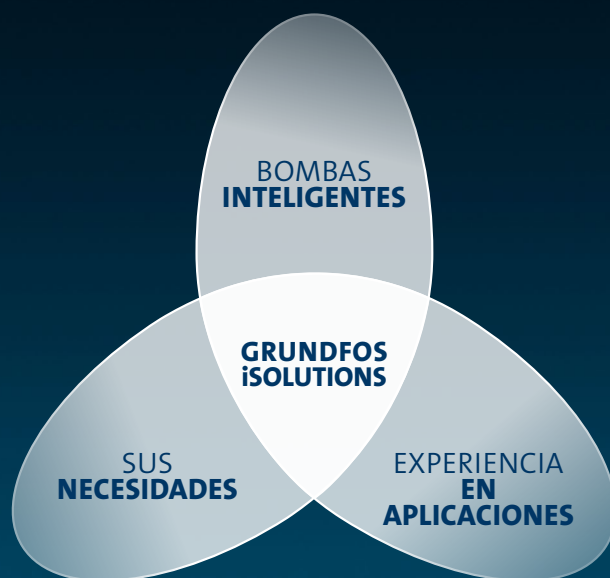 BOMBAS
INTELIGENTES
GRUNDFOS
iSOLUTIONS
SUS
NECESIDADES
EXPERIENCIA
EN
APLICACIONES